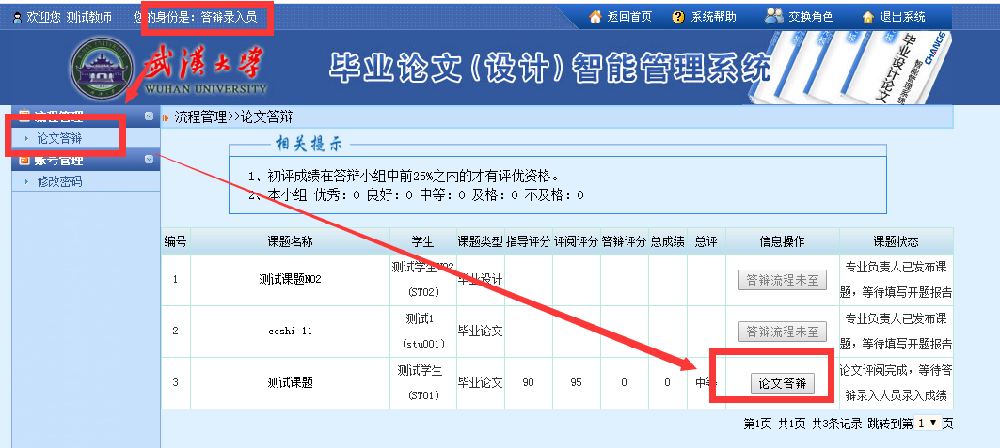 欢迎您 测试教师 您的身份是：答辩录入员 返回首页 系统帮助 交换角色 退出系统
武汉大学
WUHAN UNIVERSITY
毕业论文(设计)智能管理系统
毕业设计论文
智能管理系统
CHANGE
流程管理
论文答辩
账号管理
修改密码
流程管理>>论文答辩
相关提示
1、初评成绩在答辩小组中前25%之内的才有评优资格。
2、本小组 优秀：0 良好：0 中等：0 及格：0 不及格：0
编号 课题名称 学生 课题类型 指导评分 评阅评分 答辩评分 总成绩 总评 信息操作 课题状态
1 测试课题NO2 测试学生NO2 (ST02) 毕业设计 答辩流程未至 专业负责人已发布课题，等待填写开题报告
2 ceshi 11 测试1 (stu001) 毕业论文 答辩流程未至 专业负责人已发布课题，等待填写开题报告
3 测试课题 测试学生 (ST01) 毕业论文 90 95 0 0 中等 论文答辩 论文评阅完成，等待答辩录入人员录入成绩
第1页 共1页 共3条记录 跳转到第 1 页